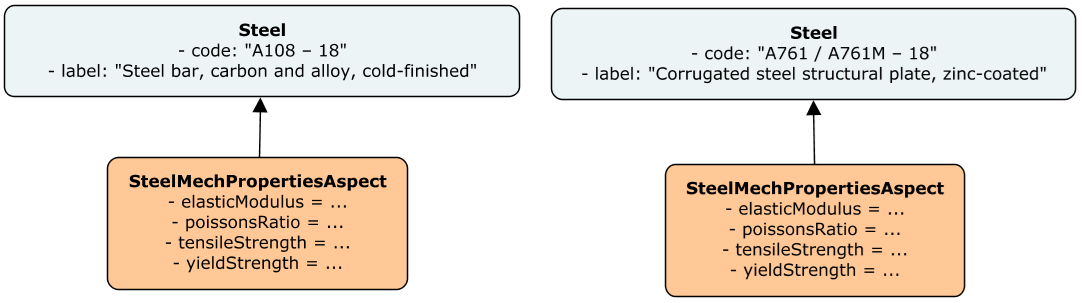 Steel
- code: "A108 – 18"
- label: "Steel bar, carbon and alloy, cold-finished"
Steel
- code: "A761 / A761M – 18"
- label: "Corrugated steel structural plate, zinc-coated"
SteelMechPropertiesAspect
- elasticModulus = ...
- poissonsRatio = ...
- tensileStrength = ...
- yieldStrength = ...
SteelMechPropertiesAspect
- elasticModulus = ...
- poissonsRatio = ...
- tensileStrength = ...
- yieldStrength = ...